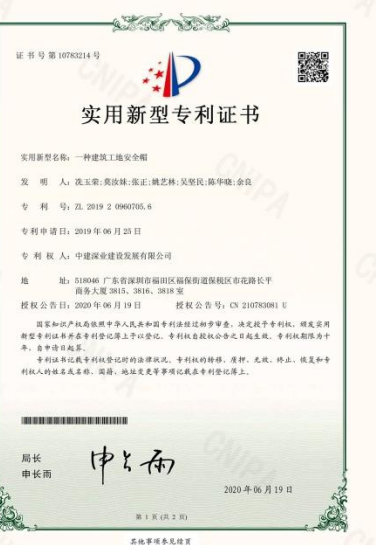 证书号第10783214号
实用新型专利证书
实用新型名称：一种建筑工地安全帽
发 明 人：冼玉荣;莫汝妹;张正;姚艺林;吴坚民;陈华晓;余良
专 利 号：ZL 2019 2 0960705.6
专利申请日：2019年06月25日
专 利 权 人：中建深业建设发展有限公司
地 址：518046 广东省深圳市福田区福保街道保税区市花路长平
商务大厦 3815、3816、3818 室
授权公告日：2020年06月19日 授权公告号：CN 210783081 U
国家知识产权局依照中华人民共和国专利法经过初步审查，决定授予专利权，颁发实用
新型专利证书并在专利登记簿上予以登记。专利权自授权公告之日起生效。专利权期限为十
年，自申请日起算。
专利证书记载专利权登记时的法律状况。专利权的转移、质押、无效、终止、恢复和专
利权人的姓名或名称、国籍、地址变更等事项记载在专利登记簿上。
局长
申长雨
申长雨
2020年06月19日
第 1 页 (共 2 页)
其他事项参见续页
CNIPA
CNIPA